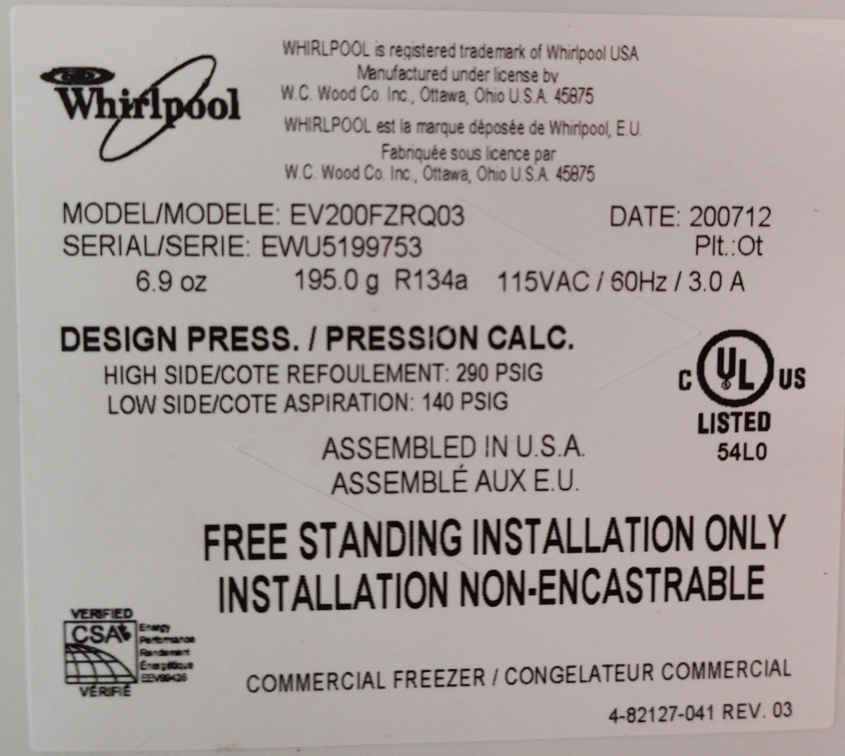 Whirlpool
WHIRLPOOL is registered trademark of Whirlpool USA
Manufactured under license by
W.C. Wood Co. Inc., Ottawa, Ohio U.S.A. 45875
WHIRLPOOL est la marque déposée de Whirlpool, E.U.
Fabriquée sous licence par
W.C. Wood Co. Inc., Ottawa, Ohio U.S.A. 45875
MODEL/MODELE: EV200FZRQ03 DATE: 200712
SERIAL/SERIE: EWU5199753 Plt.:Ot
6.9 oz 195.0 g R134a 115VAC / 60Hz / 3.0 A
DESIGN PRESS. / PRESSION CALC.
HIGH SIDE/COTE REFOULEMENT: 290 PSIG
LOW SIDE/COTE ASPIRATION: 140 PSIG
C UL US
LISTED
54L0
ASSEMBLED IN U.S.A.
ASSEMBLÉ AUX E.U.
FREE STANDING INSTALLATION ONLY
INSTALLATION NON-ENCASTRABLE
VERIFIED
CSA
Energy
Performance
Rendement
Énergétique
VÉRIFIÉ
COMMERCIAL FREEZER / CONGELATEUR COMMERCIAL
4-82127-041 REV. 03